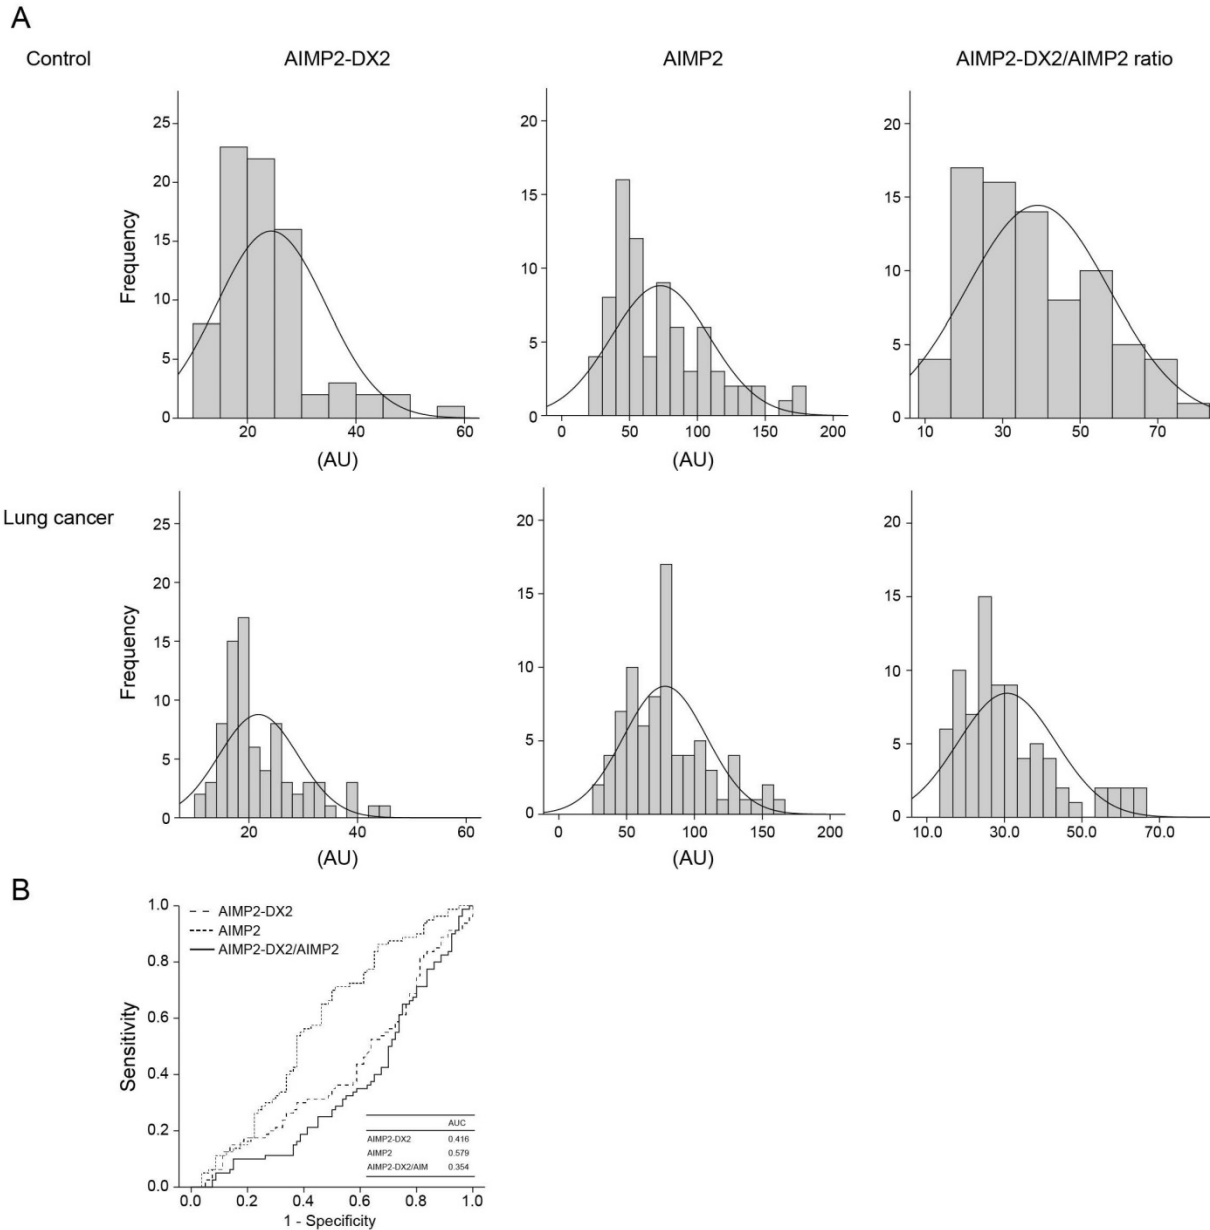 A
Control
AIMP2-DX2
AIMP2
AIMP2-DX2/AIMP2 ratio
Frequency
25
20
15
10
5
0
20 40 60
(AU)
20
15
10
5
0
0 50 100 150 200
(AU)
20
15
10
5
0
10 30 50 70
Lung cancer
Frequency
25
20
15
10
5
0
20 40 60
(AU)
20
15
10
5
0
0 50 100 150 200
(AU)
20
15
10
5
0
10.0 30.0 50.0 70.0
B
Sensitivity
1.0
0.8
0.6
0.4
0.2
0.0
AIMP2-DX2
AIMP2
AIMP2-DX2/AIMP2
AUC
AIMP2-DX2 0.416
AIMP2 0.579
AIMP2-DX2/AIM 0.354
0.0 0.2 0.4 0.6 0.8 1.0
1 - Specificity